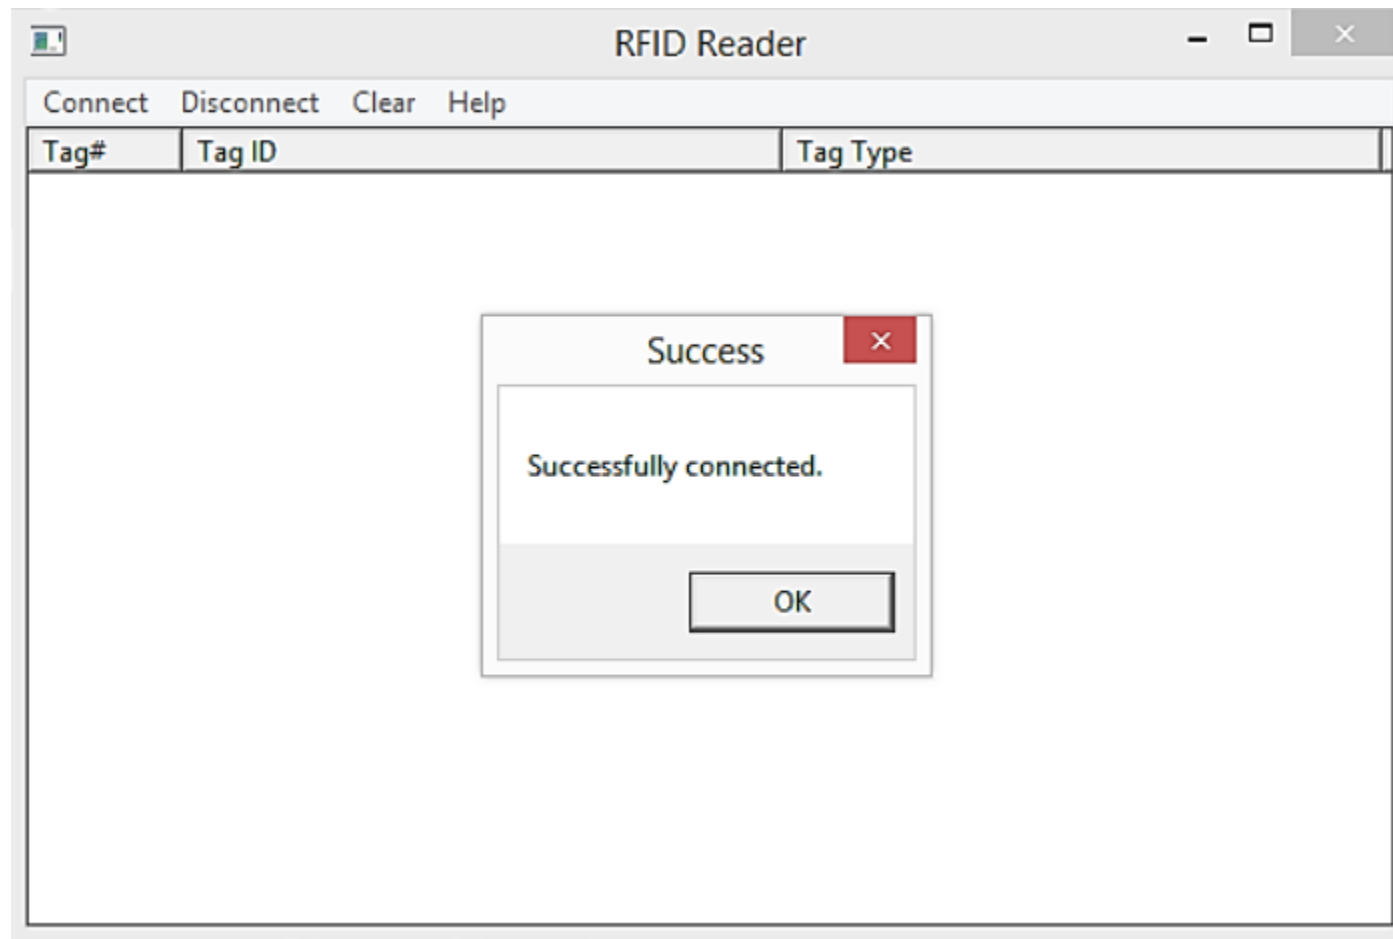 RFID Reader
Connect Disconnect Clear Help
Tag# Tag ID Tag Type
Success
Successfully connected.
OK